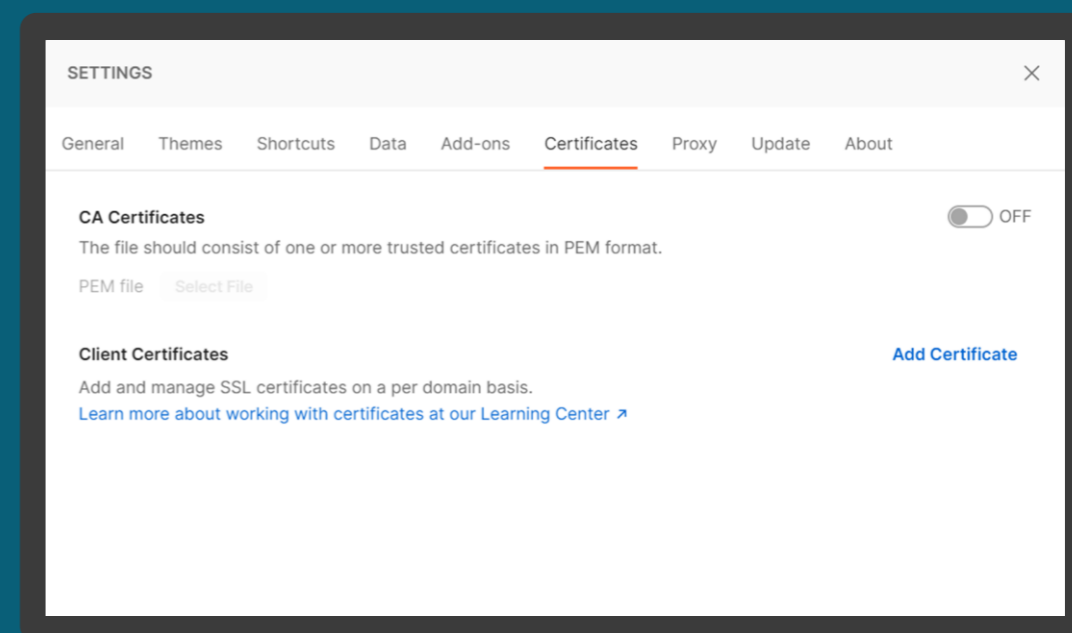 SETTINGS
General Themes Shortcuts Data Add-ons Certificates Proxy Update About
CA Certificates OFF
The file should consist of one or more trusted certificates in PEM format.
PEM file Select File
Client Certificates Add Certificate
Add and manage SSL certificates on a per domain basis.
Learn more about working with certificates at our Learning Center ↗